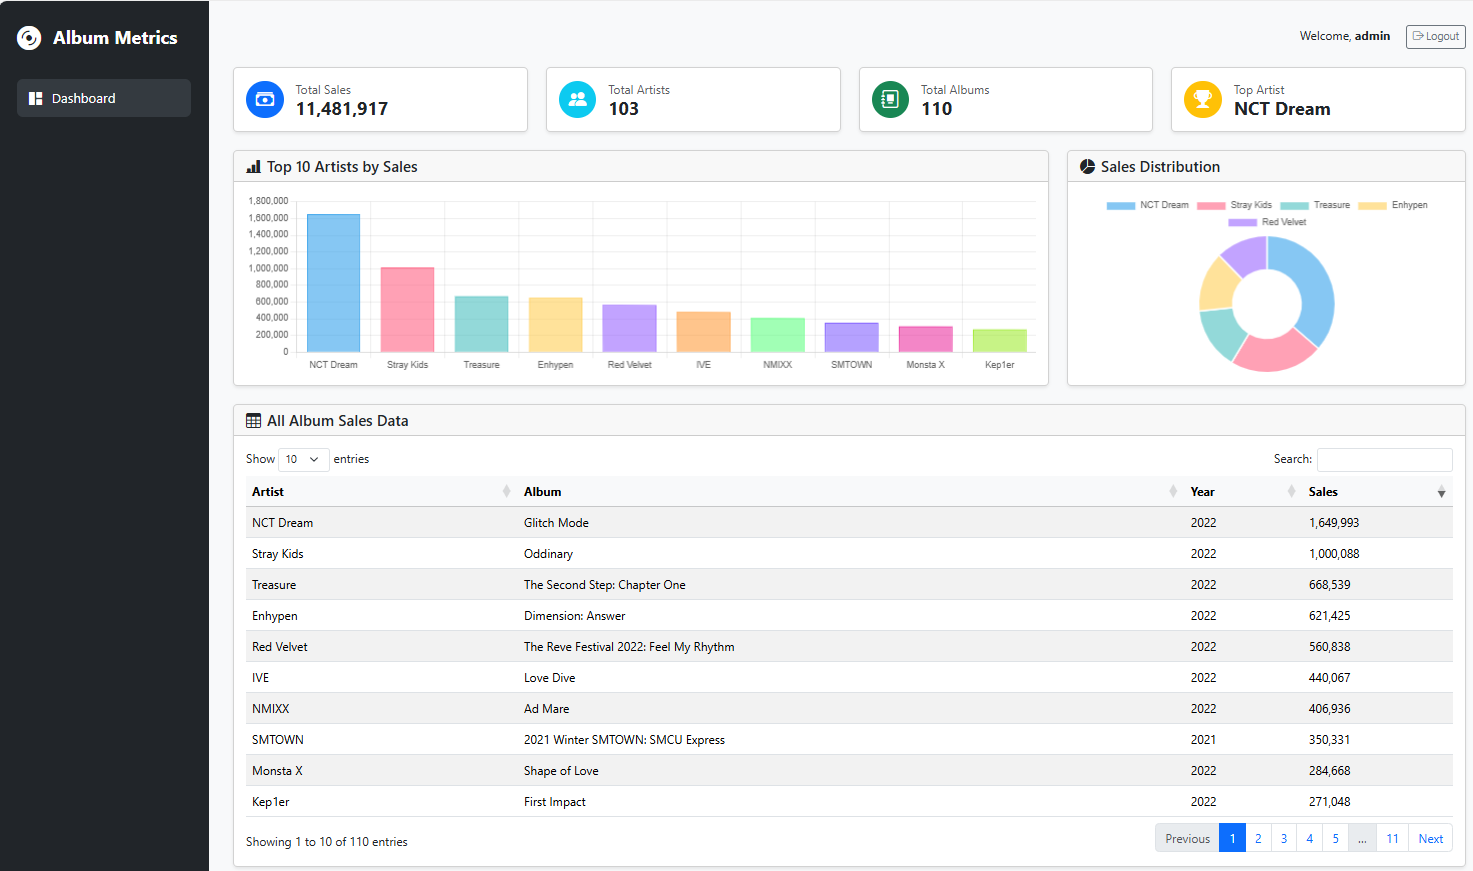 Album Metrics
Dashboard
Welcome, admin
Logout
Total Sales
11,481,917
Total Artists
103
Total Albums
110
Top Artist
NCT Dream
Top 10 Artists by Sales
1,800,000
1,600,000
1,400,000
1,200,000
1,000,000
800,000
600,000
400,000
200,000
0
NCT Dream Stray Kids Treasure Enhypen Red Velvet IVE NMIXX SMTOWN Monsta X Kep1er
Sales Distribution
NCT Dream Stray Kids Treasure Enhypen
Red Velvet
All Album Sales Data
Show 10 entries
Search:
Artist Album Year Sales
NCT Dream Glitch Mode 2022 1,649,993
Stray Kids Oddinary 2022 1,000,088
Treasure The Second Step: Chapter One 2022 668,539
Enhypen Dimension: Answer 2022 621,425
Red Velvet The Reve Festival 2022: Feel My Rhythm 2022 560,838
IVE Love Dive 2022 440,067
NMIXX Ad Mare 2022 406,936
SMTOWN 2021 Winter SMTOWN: SMCU Express 2021 350,331
Monsta X Shape of Love 2022 284,668
Kep1er First Impact 2022 271,048
Showing 1 to 10 of 110 entries
Previous 1 2 3 4 5 ... 11 Next